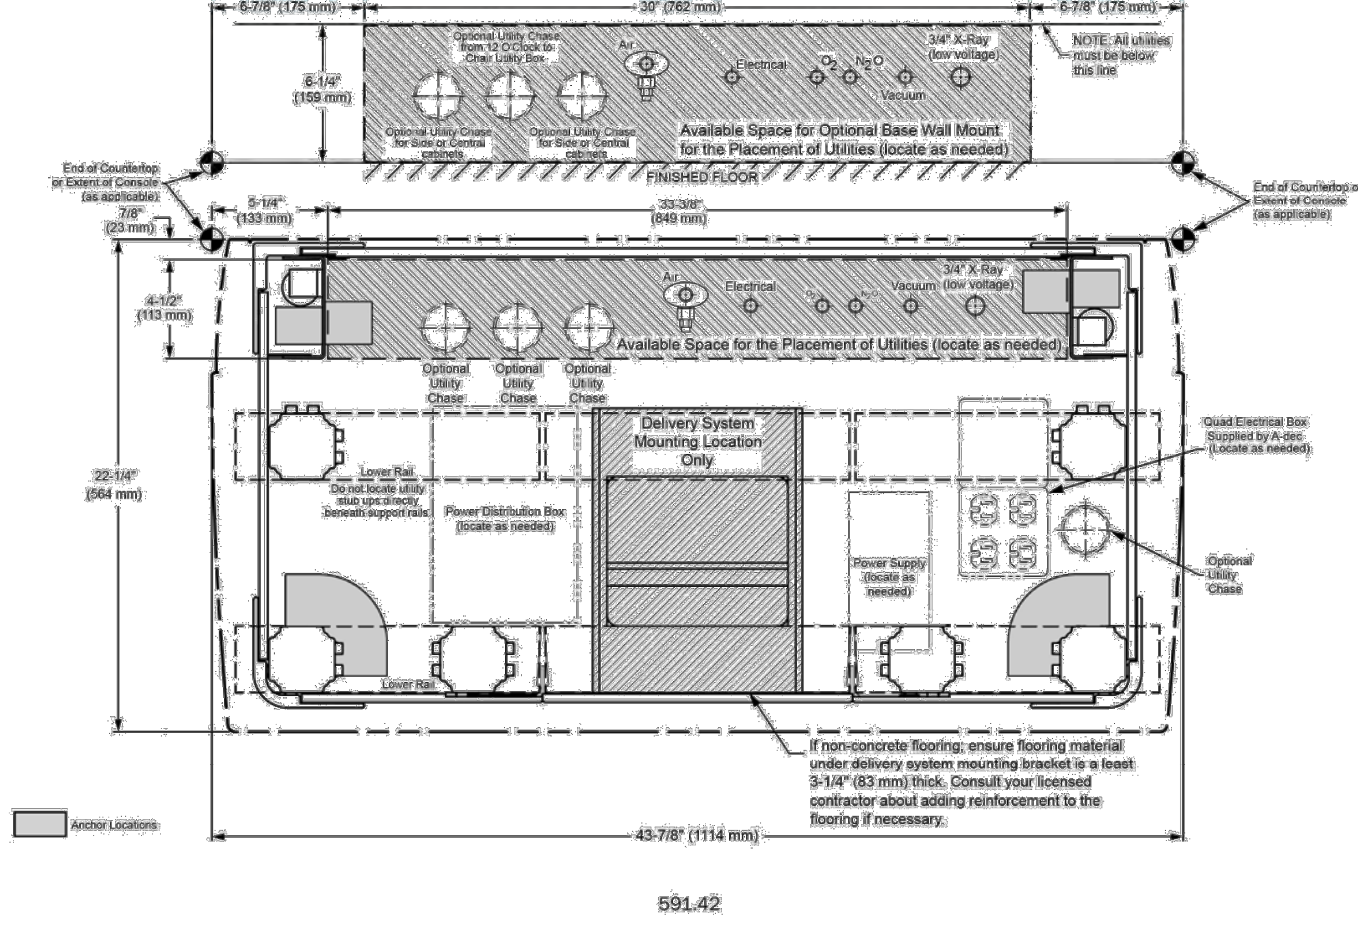 6-7/8" (175 mm)
30" (762 mm)
6-7/8" (175 mm)
Optional Utility Chase
from 12 O'Clock to
Chair Utility Box
Air
Electrical
O2
N2O
Vacuum
3/4" X-Ray
(low voltage)
NOTE: All utilities
must be below
this line
6-1/4"
(159 mm)
Optional Utility Chase
for Side or Central
cabinets
Optional Utility Chase
for Side or Central
cabinets
Available Space for Optional Base Wall Mount
for the Placement of Utilities (locate as needed)
FINISHED FLOOR
End of Countertop
or Extent of Console
(as applicable)
End of Countertop o
Extent of Console
(as applicable)
7/8"
(23 mm)
5-1/4"
(133 mm)
33-3/8"
(849 mm)
4-1/2"
(113 mm)
Air
Electrical
O2
N2O
Vacuum
3/4" X-Ray
(low voltage)
Available Space for the Placement of Utilities (locate as needed)
Optional
Utility
Chase
Optional
Utility
Chase
Optional
Utility
Chase
Delivery System
Mounting Location
Only
Quad Electrical Box
Supplied by A-dec
(Locate as needed)
22-1/4"
(564 mm)
Lower Rail
Do not locate utility
stub ups directly
beneath support rails
Power Distribution Box
(locate as needed)
Power Supply
(locate as
needed)
Optional
Utility
Chase
Lower Rail
If non-concrete flooring, ensure flooring material
under delivery system mounting bracket is a least
3-1/4" (83 mm) thick. Consult your licensed
contractor about adding reinforcement to the
flooring if necessary.
Anchor Locations
43-7/8" (1114 mm)
591.42